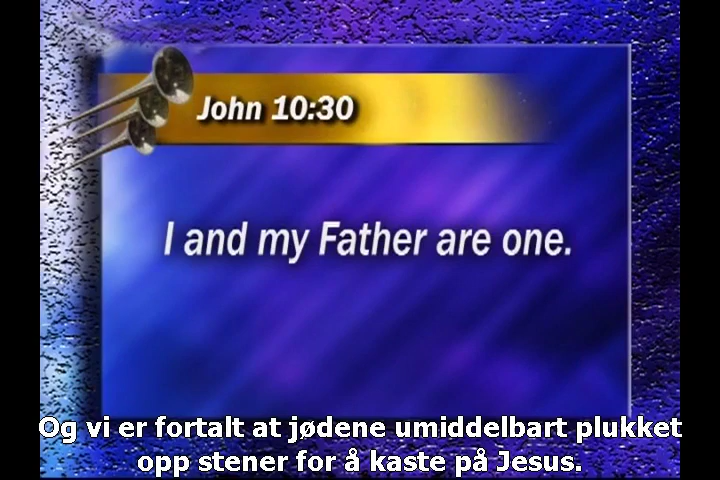 John 10:30
I and my Father are one.
Og vi er fortalt at jødene umiddelbart plukket
opp stener for å kaste på Jesus.